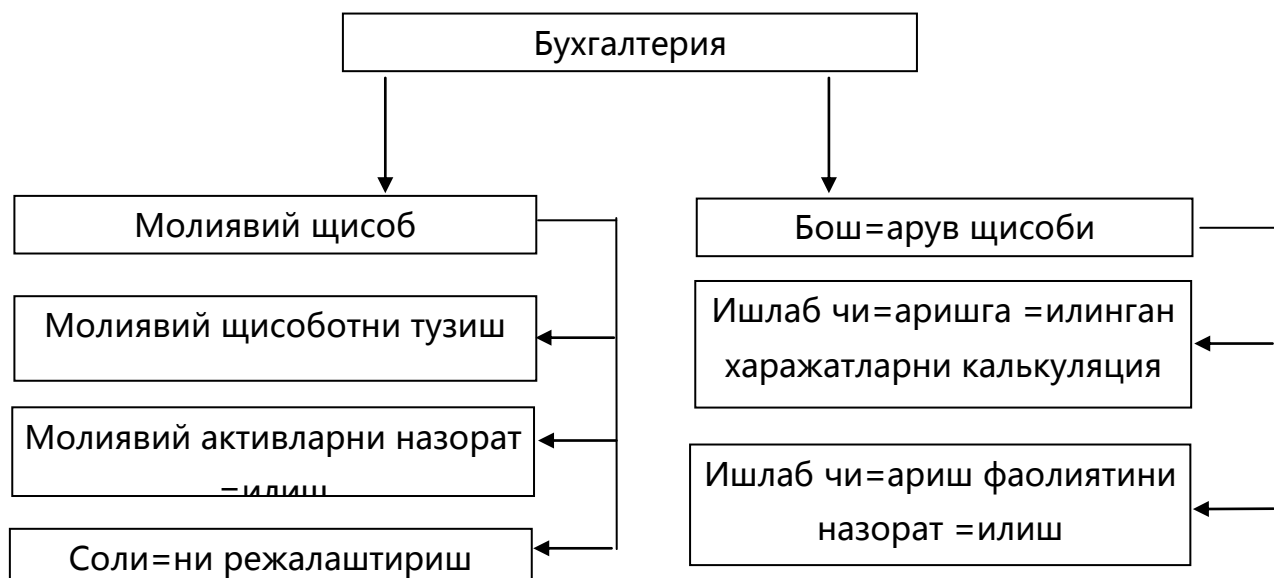 Бухгалтерия
Молиявий щисоб
Молиявий щисоботни тузиш
Молиявий активларни назорат
=илиш
Соли=ни режалаштириш
Бош=арув щисоби
Ишлаб чи=аришга =илинган
харажатларни калькуляция
Ишлаб чи=ариш фаолиятини
назорат =илиш